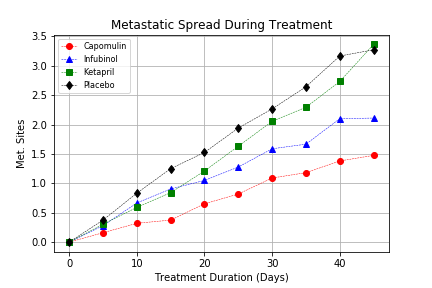 Metastatic Spread During Treatment
Capomulin
Infubinol
Ketapril
Placebo
Met. Sites
3.5
3.0
2.5
2.0
1.5
1.0
0.5
0.0
0
10
20
30
40
Treatment Duration (Days)